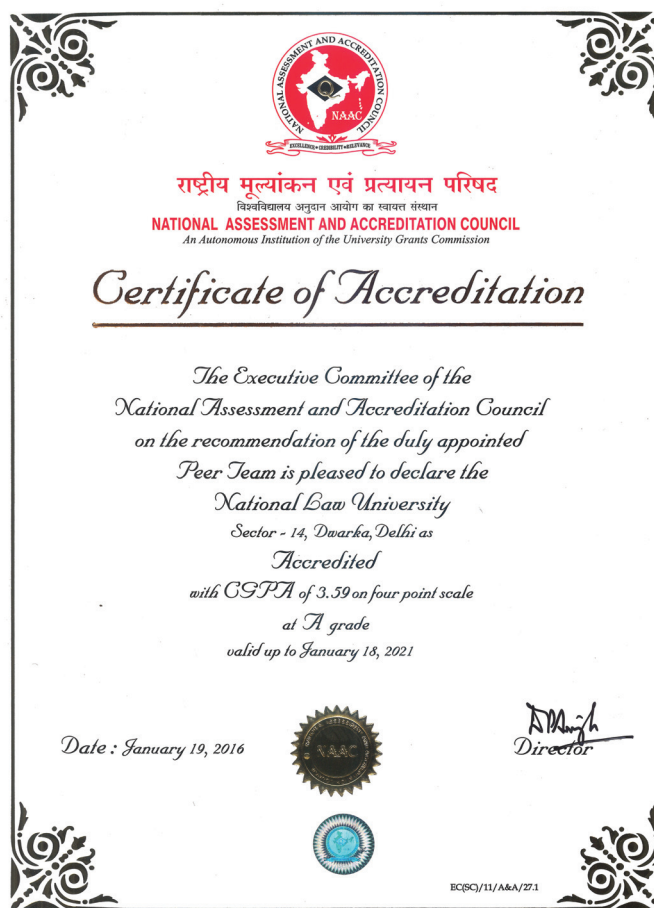 NATIONAL ASSESSMENT AND ACCREDITATION COUNCIL
Q
NAAC
EXCELLENCE • CREDIBILITY • RELEVANCE
राष्ट्रीय मूल्यांकन एवं प्रत्यायन परिषद
विश्वविद्यालय अनुदान आयोग का स्वायत्त संस्थान
NATIONAL ASSESSMENT AND ACCREDITATION COUNCIL
An Autonomous Institution of the University Grants Commission
Certificate of Accreditation
The Executive Committee of the
National Assessment and Accreditation Council
on the recommendation of the duly appointed
Peer Team is pleased to declare the
National Law University
Sector - 14, Dwarka, Delhi as
Accredited
with CGPA of 3.59 on four point scale
at A grade
valid up to January 18, 2021
Date : January 19, 2016
NAAC
Director
EC(SC)/11/A&A/27.1